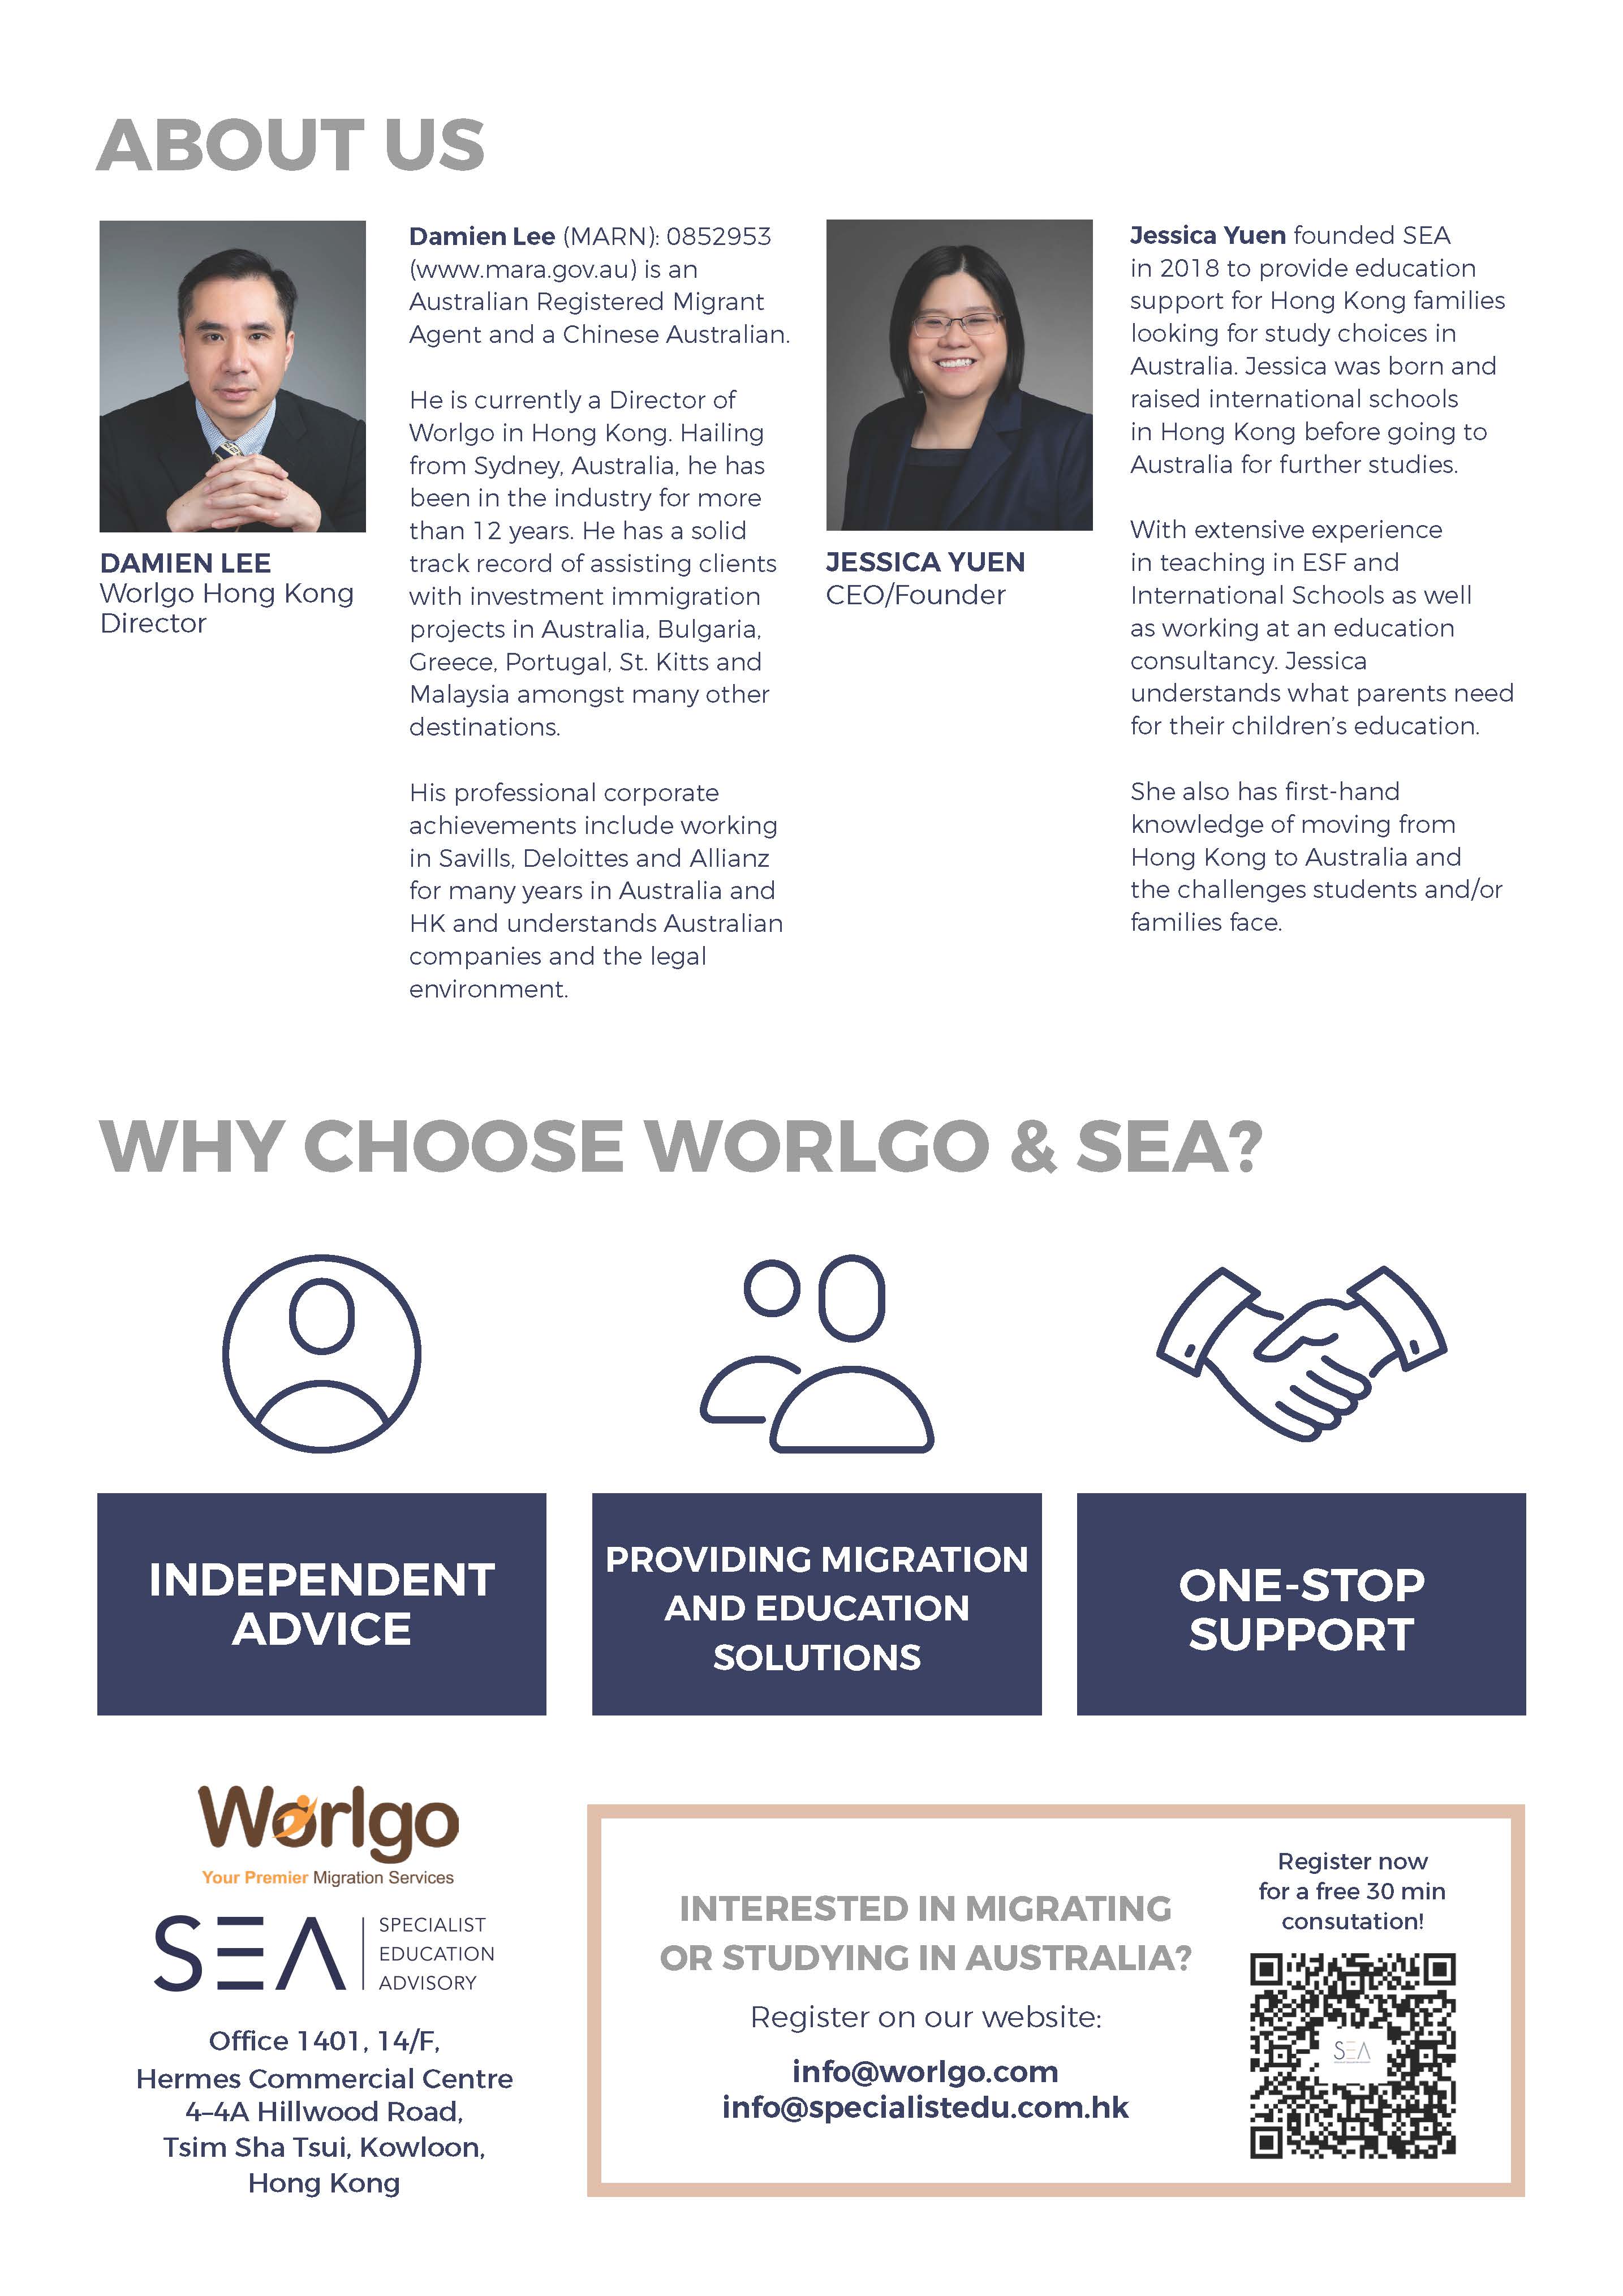 ABOUT US
DAMIEN LEE
Worlgo Hong Kong
Director
Damien Lee (MARN): 0852953
(www.mara.gov.au) is an
Australian Registered Migrant
Agent and a Chinese Australian.
He is currently a Director of
Worlgo in Hong Kong. Hailing
from Sydney, Australia, he has
been in the industry for more
than 12 years. He has a solid
track record of assisting clients
with investment immigration
projects in Australia, Bulgaria,
Greece, Portugal, St. Kitts and
Malaysia amongst many other
destinations.
His professional corporate
achievements include working
in Savills, Deloittes and Allianz
for many years in Australia and
HK and understands Australian
companies and the legal
environment.
JESSICA YUEN
CEO/Founder
Jessica Yuen founded SEA
in 2018 to provide education
support for Hong Kong families
looking for study choices in
Australia. Jessica was born and
raised international schools
in Hong Kong before going to
Australia for further studies.
With extensive experience
in teaching in ESF and
International Schools as well
as working at an education
consultancy. Jessica
understands what parents need
for their children’s education.
She also has first-hand
knowledge of moving from
Hong Kong to Australia and
the challenges students and/or
families face.
WHY CHOOSE WORLGO & SEA?
INDEPENDENT
ADVICE
PROVIDING MIGRATION
AND EDUCATION
SOLUTIONS
ONE-STOP
SUPPORT
Worlgo
Your Premier Migration Services
SEA
SPECIALIST
EDUCATION
ADVISORY
Office 1401, 14/F,
Hermes Commercial Centre
4–4A Hillwood Road,
Tsim Sha Tsui, Kowloon,
Hong Kong
INTERESTED IN MIGRATING
OR STUDYING IN AUSTRALIA?
Register on our website:
info@worlgo.com
info@specialistedu.com.hk
Register now
for a free 30 min
consutation!
SEA